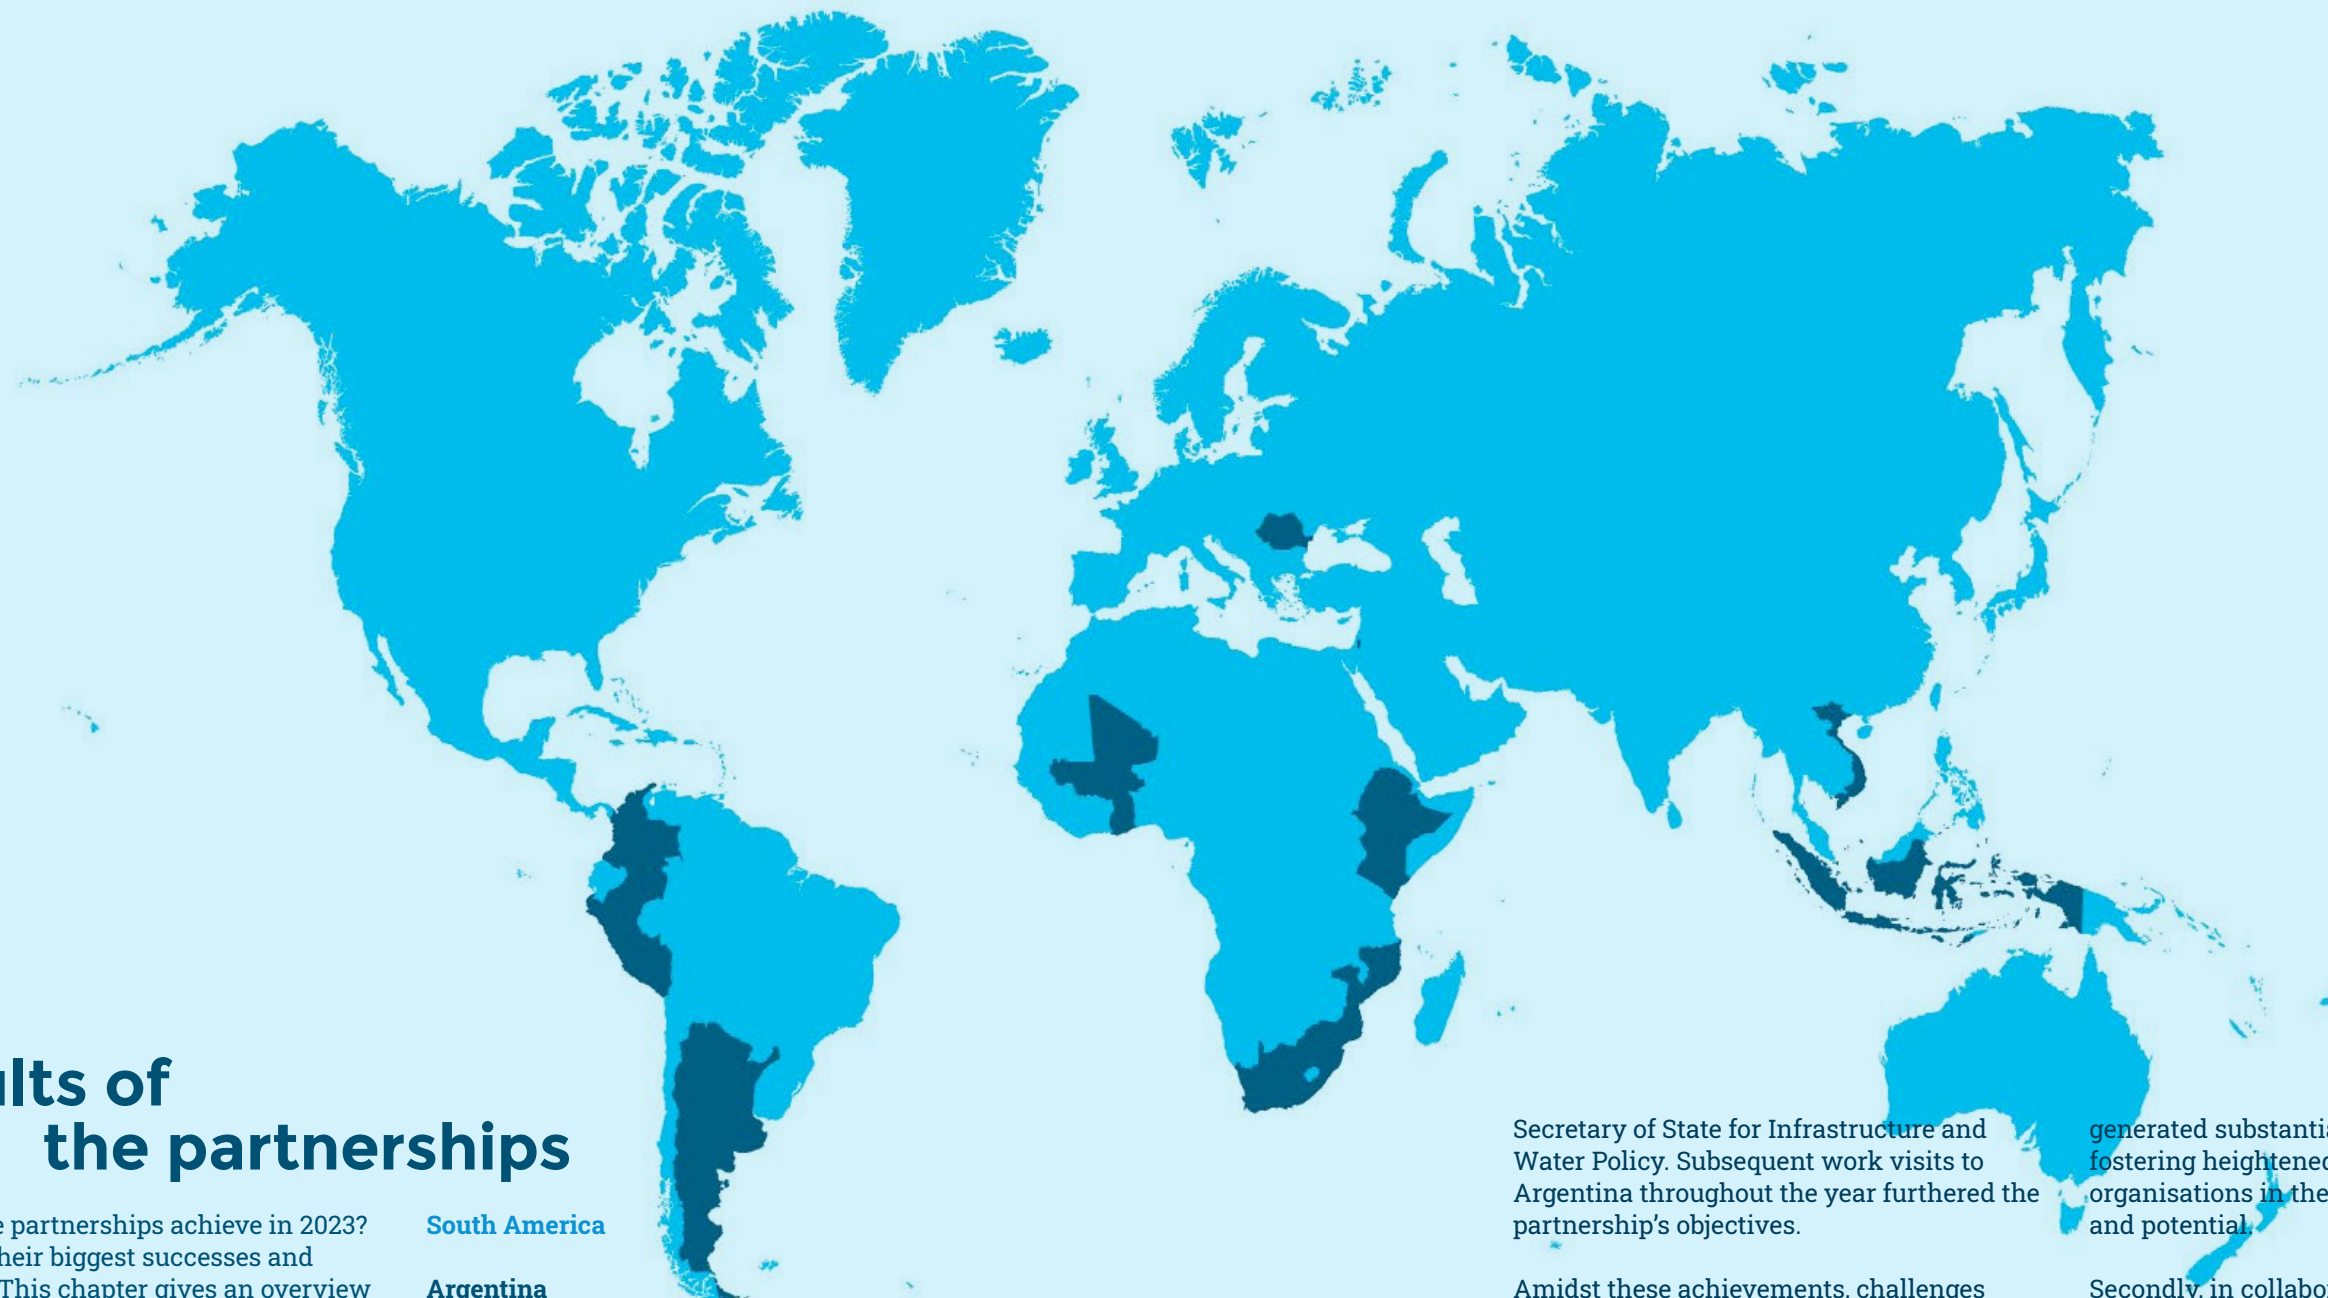 lts of
the partnerships
partnerships achieve in 2023?
heir biggest successes and
This chapter gives an overview
South America
Argentina
Secretary of State for Infrastructure and
Water Policy. Subsequent work visits to
Argentina throughout the year furthered the
partnership’s objectives.
Amidst these achievements, challenges
generated substantia
fostering heightened
organisations in the
and potential.
Secondly, in collabor